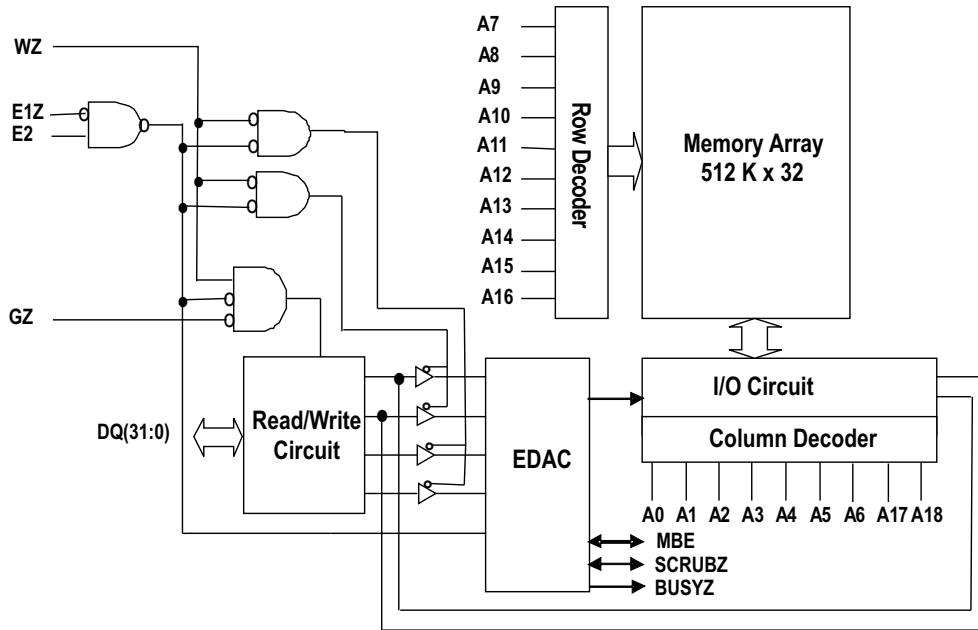 WZ
E1Z
E2
GZ
A7
A8
A9
A10
A11
A12
A13
A14
A15
A16
Row Decoder
Memory Array
512 K x 32
DQ(31:0)
Read/Write
Circuit
EDAC
I/O Circuit
Column Decoder
A0 A1 A2 A3 A4 A5 A6 A17 A18
MBE
SCRUBZ
BUSYZ